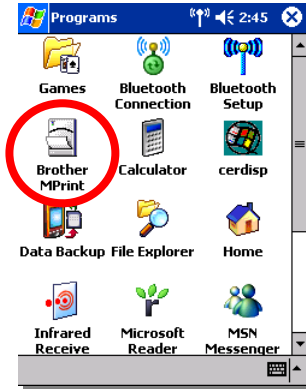 Programs 2:45
Games Bluetooth Connection Bluetooth Setup
Brother MPrint Calculator cerdisp
Data Backup File Explorer Home
Infrared Receive Microsoft Reader MSN Messenger